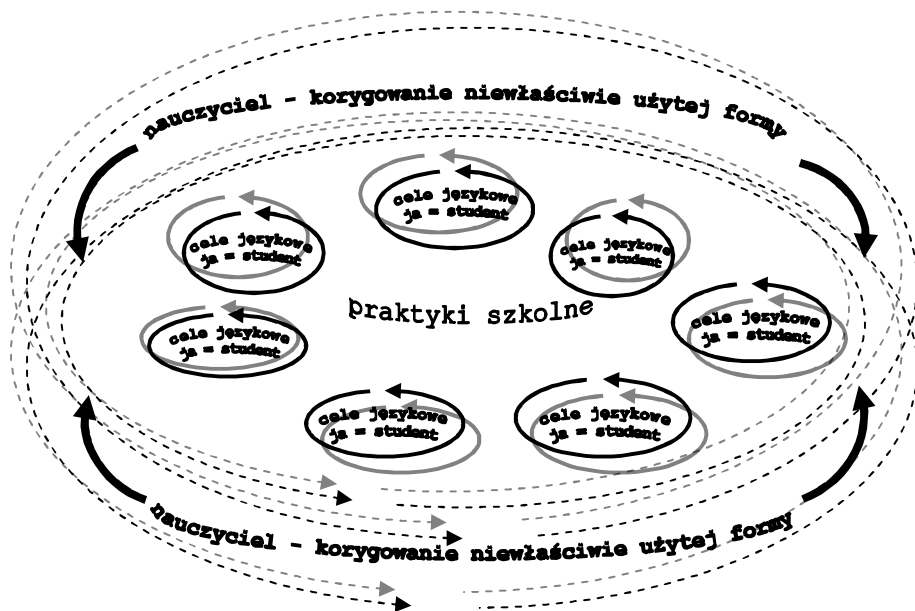 nauczyciel – korygowanie niewłaściwie użytej formy
cele językowe
ja = student
cele językowe
ja = student
cele językowe
ja = student
praktyki szkolne
cele językowe
ja = student
cele językowe
ja = student
cele językowe
ja = student
cele językowe
ja = student
nauczyciel – korygowanie niewłaściwie użytej formy